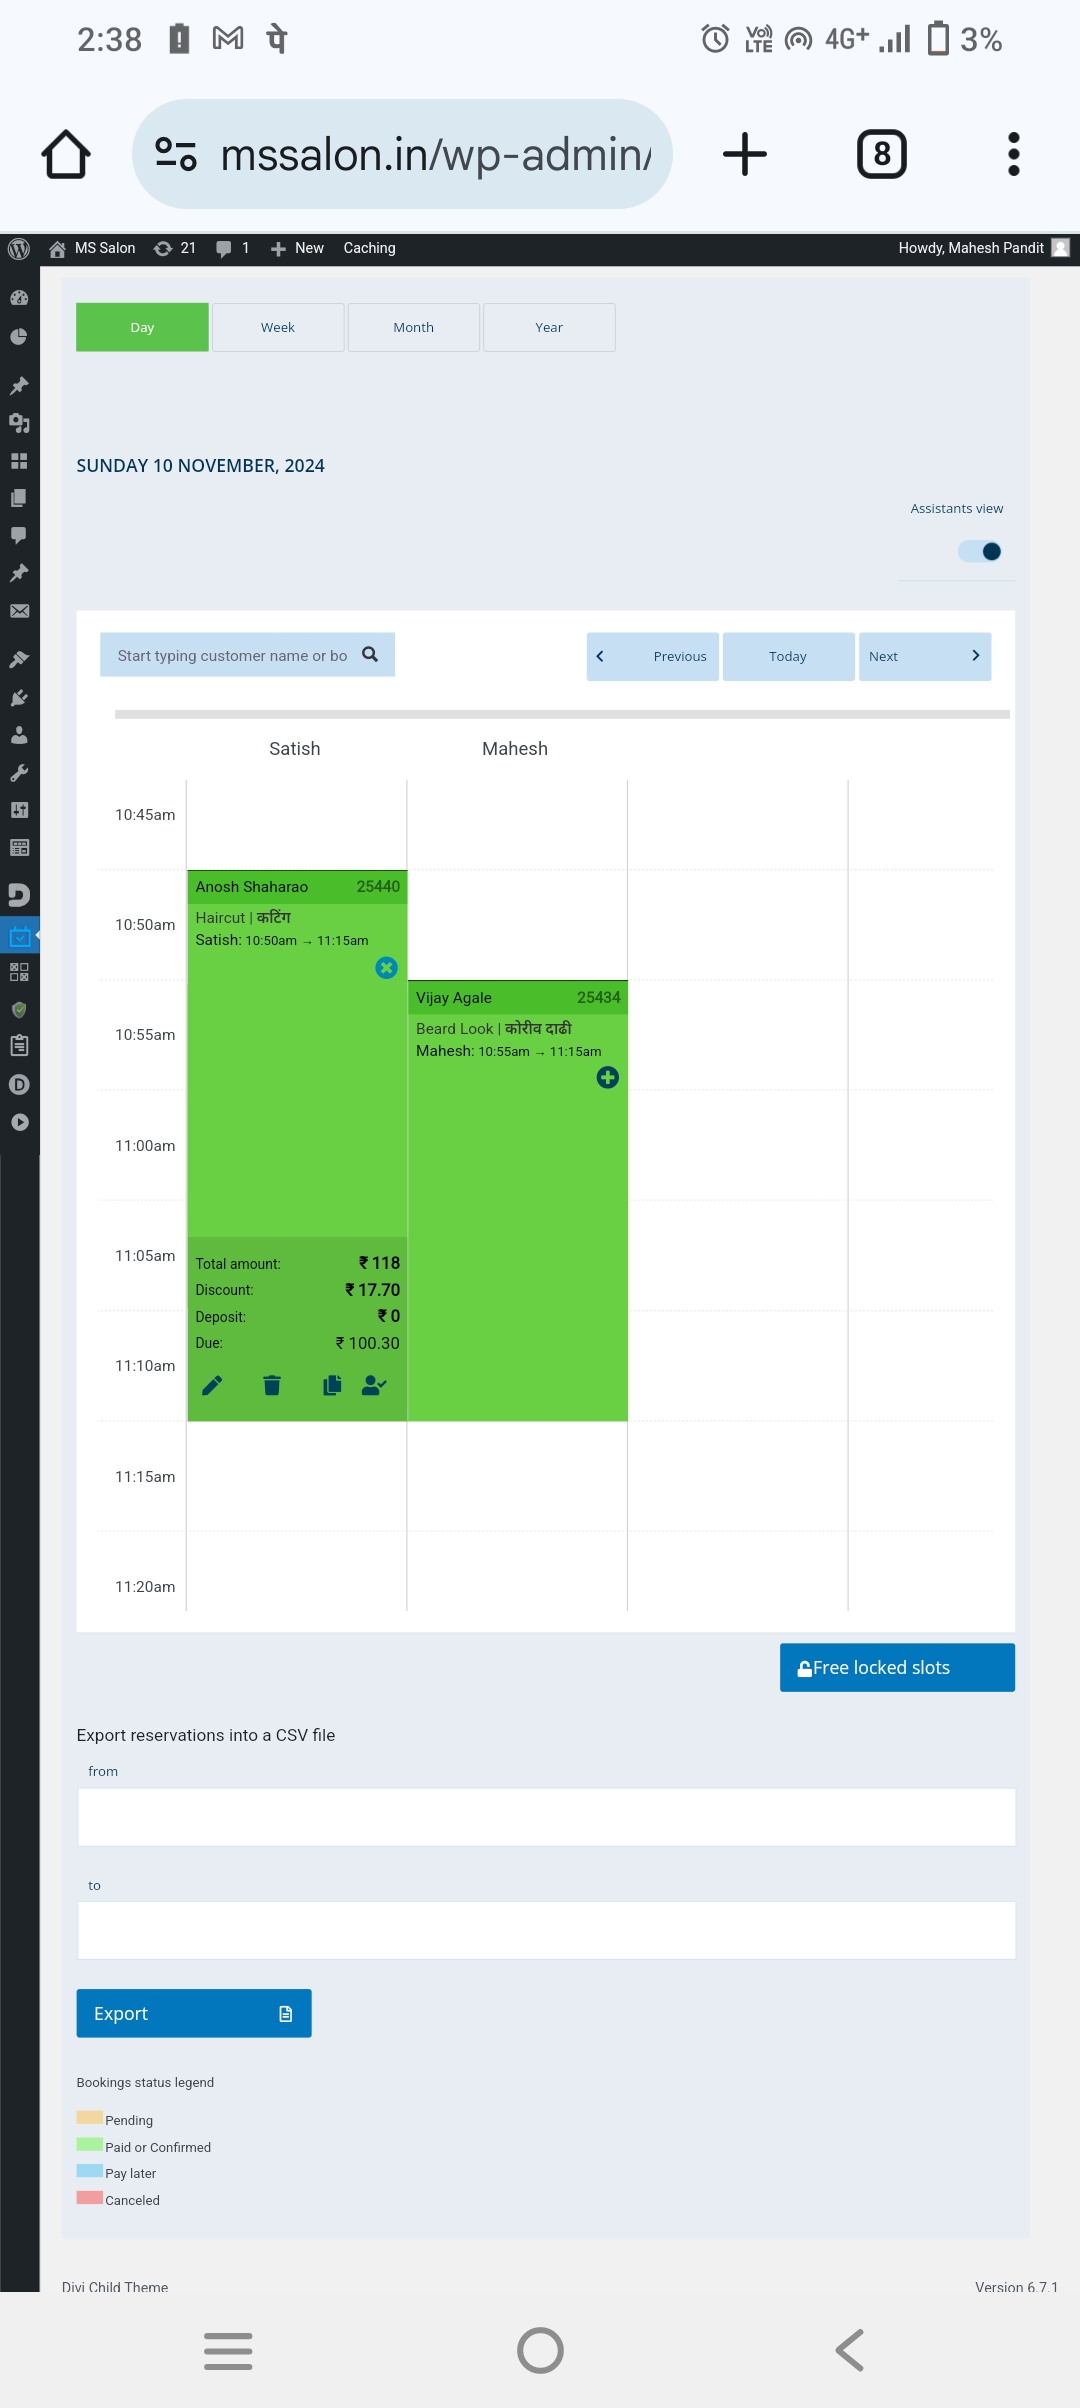 2:38
पे
Vo)) LTE
4G+
3%
mssalon.in/wp-admin/
8
MS Salon
21
1
New
Caching
Howdy, Mahesh Pandit
Day
Week
Month
Year
SUNDAY 10 NOVEMBER, 2024
Assistants view
Start typing customer name or bo
Previous
Today
Next
Satish
Mahesh
10:45am
Anosh Shaharao 25440
Haircut | कटिंग
10:50am
Satish: 10:50am → 11:15am
Vijay Agale 25434
Beard Look | कोरीव दाढी
10:55am
Mahesh: 10:55am → 11:15am
11:00am
11:05am
Total amount: ₹ 118
Discount: ₹ 17.70
Deposit: ₹ 0
Due: ₹ 100.30
11:10am
11:15am
11:20am
Free locked slots
Export reservations into a CSV file
from
to
Export
Bookings status legend
Pending
Paid or Confirmed
Pay later
Canceled
Divi Child Theme
Version 6.7.1